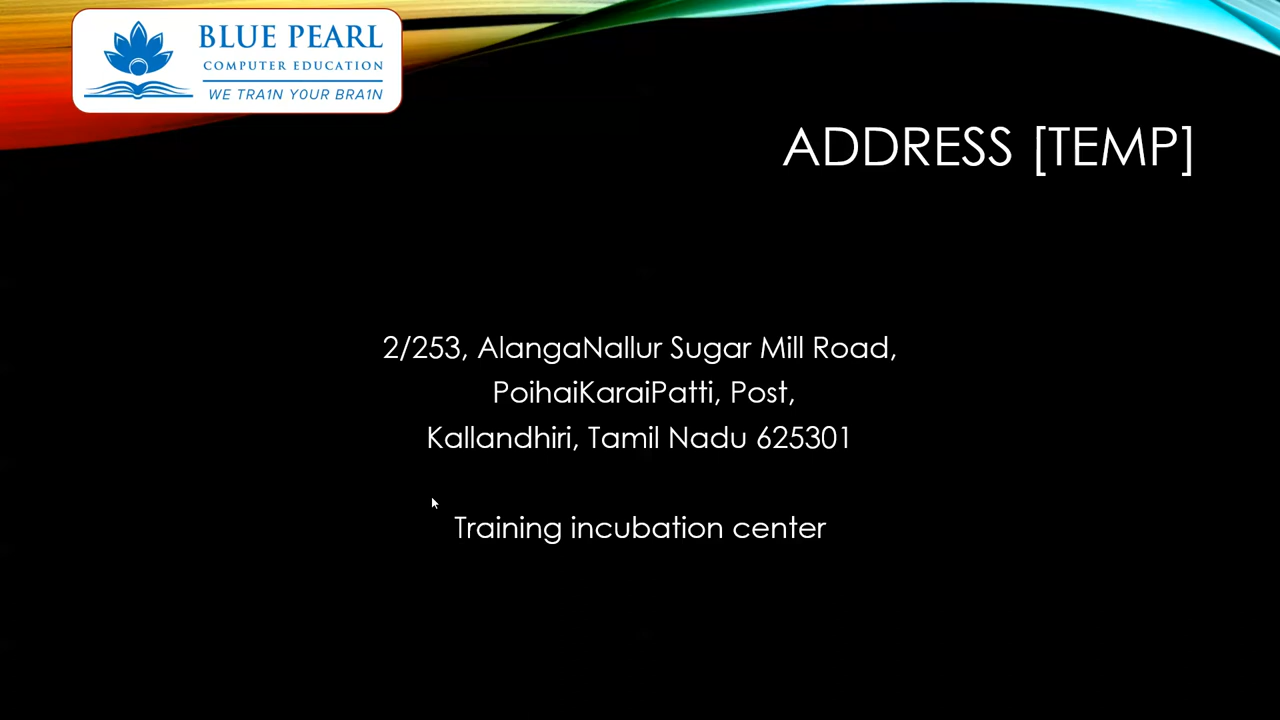 BLUE PEARL
COMPUTER EDUCATION
WE TRA1N Y0UR BRA1N
ADDRESS [TEMP]
2/253, AlangaNallur Sugar Mill Road,
PoihaiKaraiPatti, Post,
Kallandhiri, Tamil Nadu 625301
Training incubation center